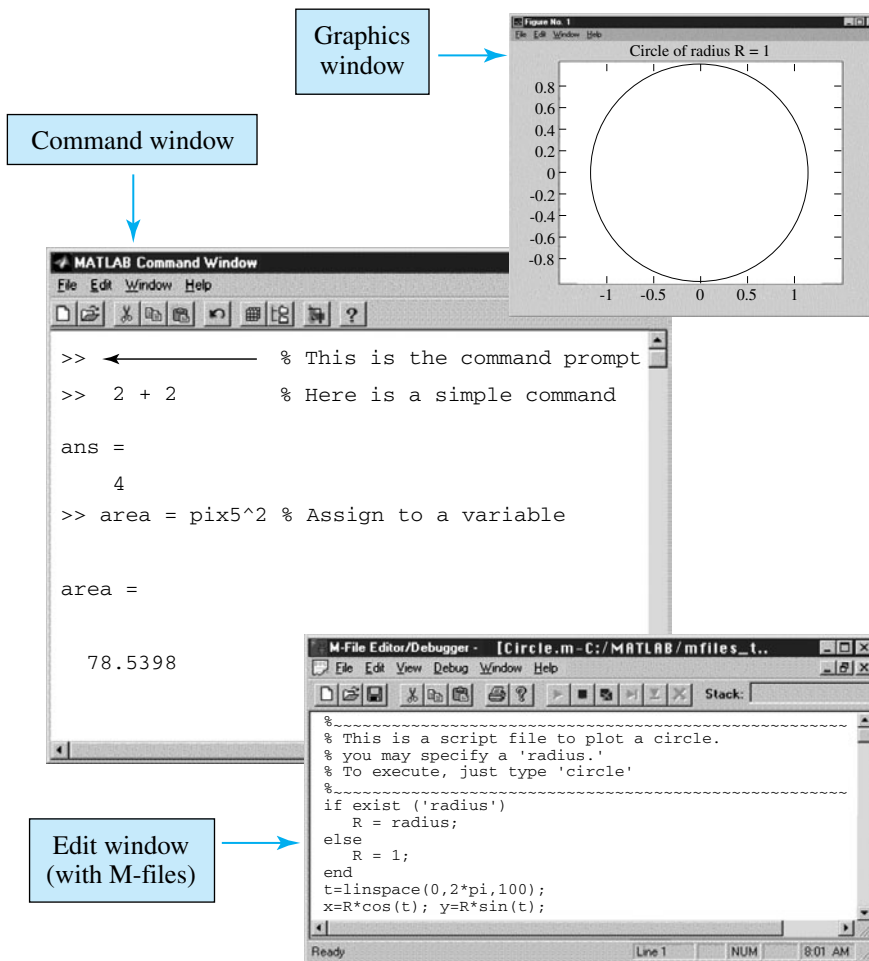 Graphics
window
Figure No. 1
File Edit Window Help
Circle of radius R = 1
0.8
0.6
0.4
0.2
0
-0.2
-0.4
-0.6
-0.8
-1 -0.5 0 0.5 1
Command window
MATLAB Command Window
File Edit Window Help
>> % This is the command prompt
>> 2 + 2 % Here is a simple command
ans =
4
>> area = pix5^2 % Assign to a variable
area =
78.5398
Edit window
(with M-files)
M-File Editor/Debugger - [Circle.m-C:/MATLAB/mfiles_t..
File Edit View Debug Window Help
Stack:
%~~~~~~~~~~~~~~~~~~~~~~~~~~~~~~~~~~~~~~~~~~~~~~~~~~~~~
% This is a script file to plot a circle.
% you may specify a 'radius.'
% To execute, just type 'circle'
%~~~~~~~~~~~~~~~~~~~~~~~~~~~~~~~~~~~~~~~~~~~~~~~~~~~~~
if exist ('radius')
R = radius;
else
R = 1;
end
t=linspace(0,2*pi,100);
x=R*cos(t); y=R*sin(t);
Ready Line 1 NUM 8:01 AM